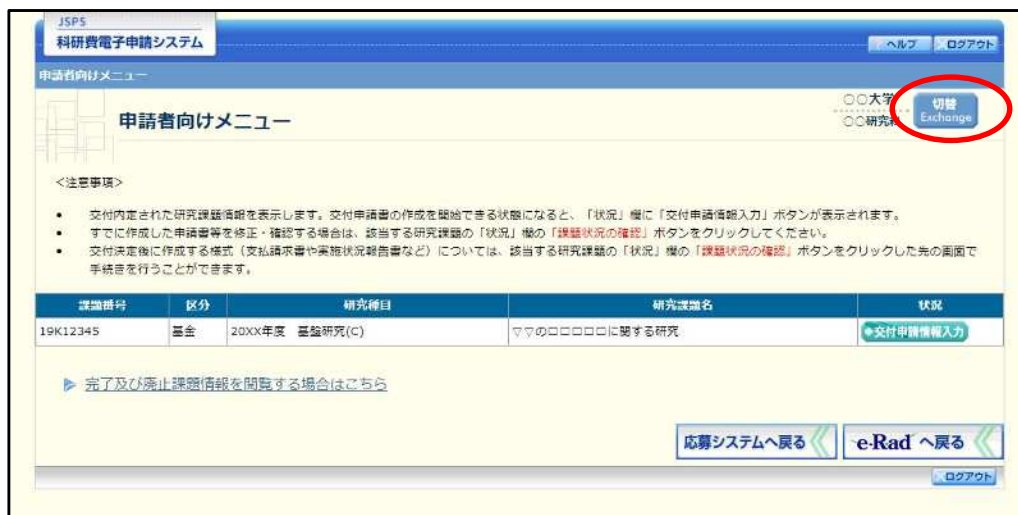 JSPS
科研費電子申請システム
ヘルプ ログアウト
申請者向けメニュー
申請者向けメニュー
○○大学
○○研究科
切替
Exchange
<注意事項>
• 交付内定された研究課題情報を表示します。交付申請書の作成を開始できる状態になると、「状況」欄に「交付申請情報入力」ボタンが表示されます。
• すでに作成した申請書等を修正・確認する場合は、該当する研究課題の「状況」欄の「課題状況の確認」ボタンをクリックしてください。
• 交付決定後に作成する様式（支払請求書や実施状況報告書など）については、該当する研究課題の「状況」欄の「課題状況の確認」ボタンをクリックした先の画面で
手続きを行うことができます。
課題番号 区分 研究種目 研究課題名 状況
19K12345 基金 20XX年度 基盤研究(C) ▽▽の□□□□□に関する研究 交付申請情報入力
完了及び廃止課題情報を閲覧する場合はこちら
応募システムへ戻る e-Rad へ戻る
ログアウト